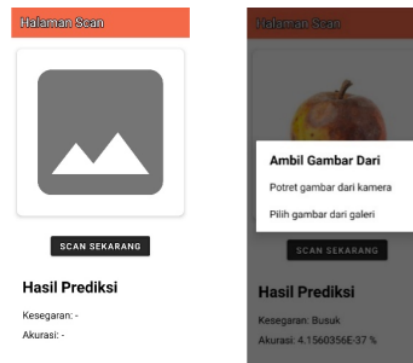 Halaman Scan
SCAN SEKARANG
Hasil Prediksi
Kesegaran: -
Akurasi: -
Halaman Scan
Ambil Gambar Dari
Potret gambar dari kamera
Pilih gambar dari galeri
SCAN SEKARANG
Hasil Prediksi
Kesegaran: Busuk
Akurasi: 4.1560356E-37 %